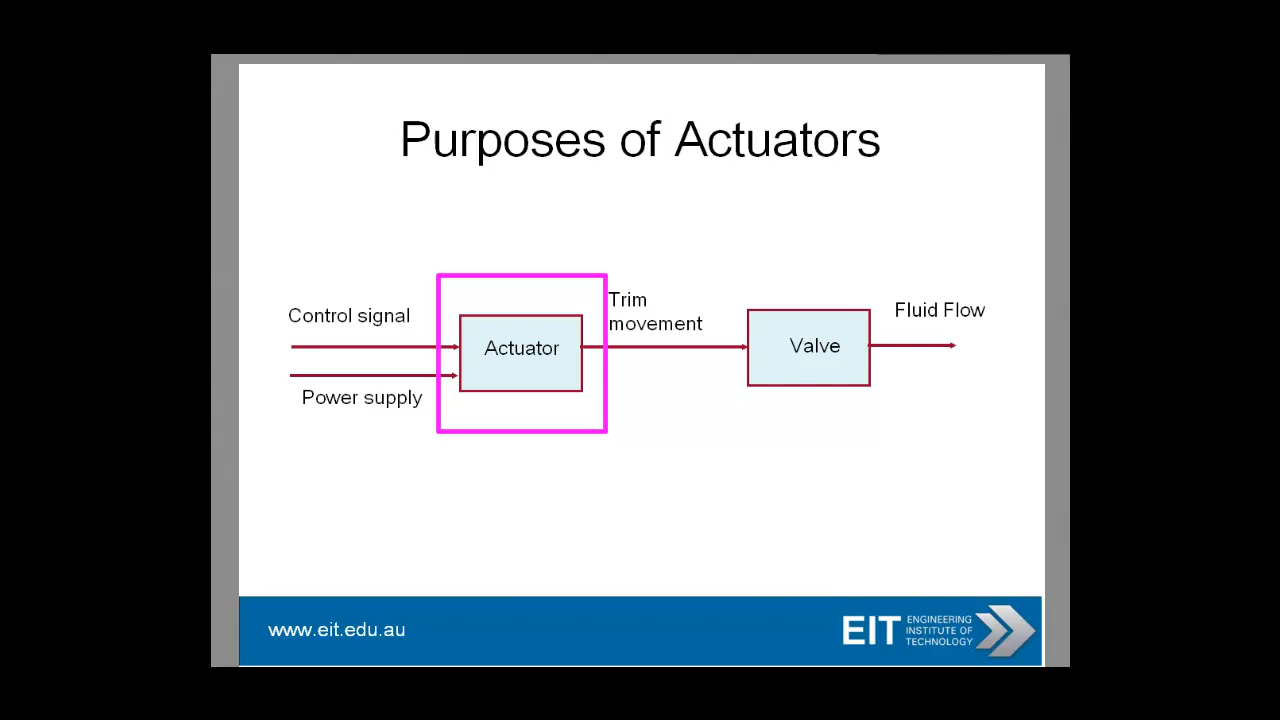 Purposes of Actuators
Control signal
Power supply
Actuator
Trim
movement
Valve
Fluid Flow
www.eit.edu.au
EIT
ENGINEERING
INSTITUTE OF
TECHNOLOGY